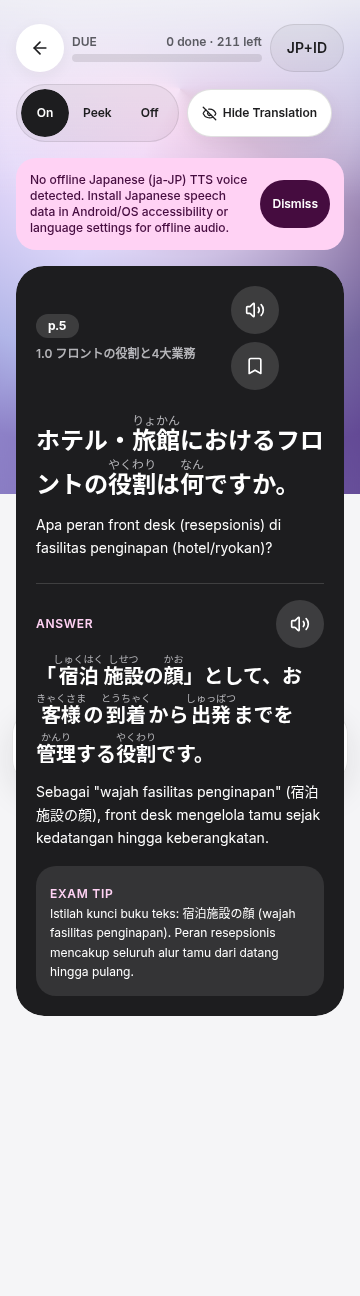 DUE
0 done · 211 left
JP+ID
On
Peek
Off
Hide Translation
No offline Japanese (ja-JP) TTS voice
detected. Install Japanese speech
data in Android/OS accessibility or
language settings for offline audio.
Dismiss
p.5
1.0 フロントの役割と4大業務
りょかん
ホテル・旅館におけるフロ
やくわり なん
ントの役割は何ですか。
Apa peran front desk (resepsionis) di
fasilitas penginapan (hotel/ryokan)?
ANSWER
しゅくはく しせつ かお
「宿泊施設の顔」として、お
きゃくさま とうちゃく しゅっぱつ
客様の到着から出発までを
かんり やくわり
管理する役割です。
Sebagai "wajah fasilitas penginapan" (宿泊
施設の顔), front desk mengelola tamu sejak
kedatangan hingga keberangkatan.
EXAM TIP
Istilah kunci buku teks: 宿泊施設の顔 (wajah
fasilitas penginapan). Peran resepsionis
mencakup seluruh alur tamu dari datang
hingga pulang.